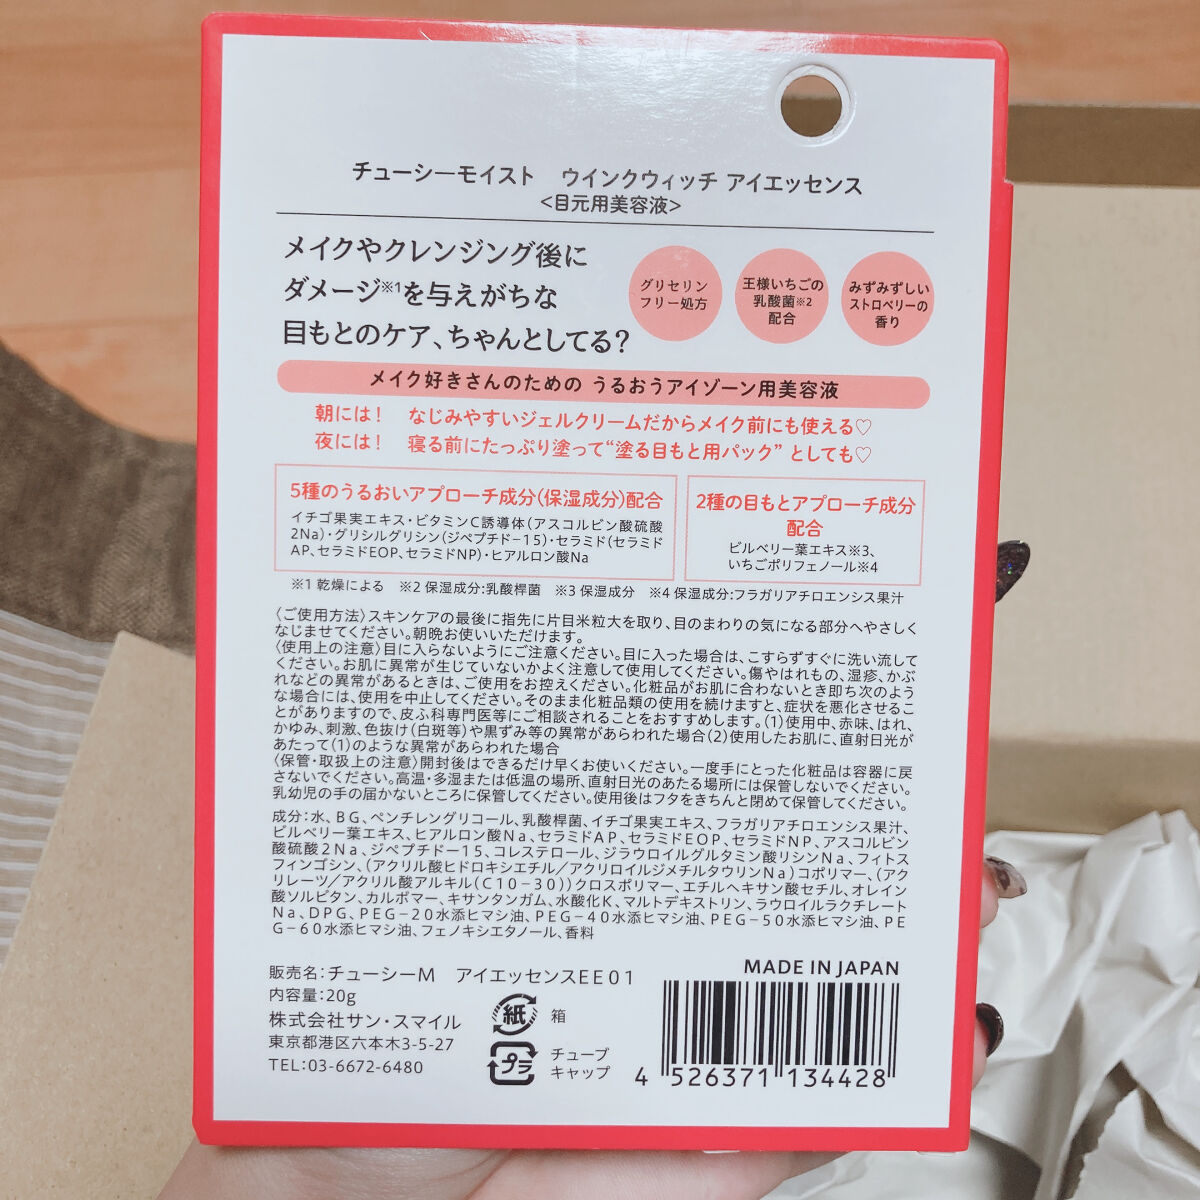 チューシーモイスト　ウインクウィッチ アイエッセンス
<目元用美容液>
メイクやクレンジング後に
ダメージ※1を与えがちな
目もとのケア、ちゃんとしてる?
グリセリン
フリー処方
王様いちごの
乳酸菌※2
配合
みずみずしい
ストロベリーの
香り
メイク好きさんのための うるおうアイゾーン用美容液
朝には! なじみやすいジェルクリームだからメイク前にも使える♡
夜には! 寝る前にたっぷり塗って“塗る目もと用パック” としても♡
5種のうるおいアプローチ成分(保湿成分)配合
イチゴ果実エキス・ビタミンC誘導体(アスコルビン酸硫酸
2Na)・グリシルグリシン(ジペプチド-15)・セラミド(セラミド
AP、セラミドEOP、セラミドNP)・ヒアルロン酸Na
2種の目もとアプローチ成分
配合
ビルベリー葉エキス※3、
いちごポリフェノール※4
※1 乾燥による ※2 保湿成分:乳酸桿菌 ※3 保湿成分 ※4 保湿成分:フラガリアチロエンシス果汁
〈ご使用方法〉スキンケアの最後に指先に片目米粒大を取り、目のまわりの気になる部分へやさしく
なじませてください。朝晩お使いいただけます。
〈使用上の注意〉目に入らないようにご注意ください。目に入った場合は、こすらずすぐに洗い流して
ください。お肌に異常が生じていないかよく注意して使用してください。傷やはれもの、湿疹、かぶ
れなどの異常があるときは、ご使用をお控えください。化粧品がお肌に合わないとき即ち次のよう
な場合には、使用を中止してください。そのまま化粧品類の使用を続けますと、症状を悪化させるこ
とがありますので、皮ふ科専門医等にご相談されることをおすすめします。(1)使用中、赤味、はれ、
かゆみ、刺激、色抜け(白斑等)や黒ずみ等の異常があらわれた場合(2)使用したお肌に、直射日光が
あたって(1)のような異常があらわれた場合
〈保管・取扱上の注意〉開封後はできるだけ早くお使いください。一度手にとった化粧品は容器に戻
さないでください。高温・多湿または低温の場所、直射日光のあたる場所には保管しないでください。
乳幼児の手の届かないところに保管してください。使用後はフタをきちんと閉めて保管してください。
成分:水、BG、ペンチレングリコール、乳酸桿菌、イチゴ果実エキス、フラガリアチロエンシス果汁、
ビルベリー葉エキス、ヒアルロン酸Na、セラミドAP、セラミドEOP、セラミドNP、アスコルビン
酸硫酸2Na、ジペプチドー15、コレステロール、ジラウロイルグルタミン酸リシンNa、フィトス
フィンゴシン、(アクリル酸ヒドロキシエチル/アクリロイルジメチルタウリンNa)コポリマー、(アク
リレーツ/アクリル酸アルキル(C10-30))クロスポリマー、エチルヘキサン酸セチル、オレイン
酸ソルビタン、カルボマー、キサンタンガム、水酸化K、マルトデキストリン、ラウロイルラクチレート
Na、DPG、PEG-20水添ヒマシ油、PEG-40水添ヒマシ油、PEG-50水添ヒマシ油、PE
G-60水添ヒマシ油、フェノキシエタノール、香料
販売名:チューシーM アイエッセンスEE01
内容量:20g
株式会社サン・スマイル
東京都港区六本木3-5-27
TEL:03-6672-6480
紙 箱
プラ チューブ
キャップ
MADE IN JAPAN
4 526371 134428